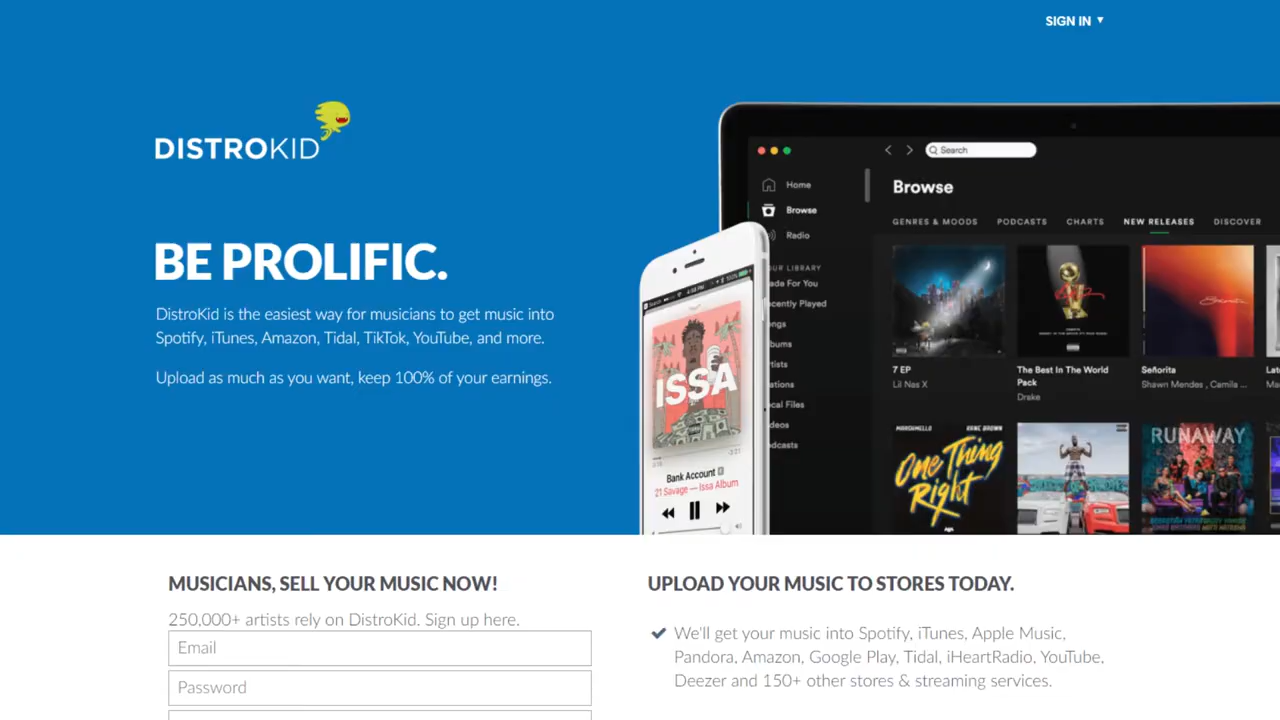 SIGN IN ▼
DISTROKID
BE PROLIFIC.
DistroKid is the easiest way for musicians to get music into
Spotify, iTunes, Amazon, Tidal, TikTok, YouTube, and more.
Upload as much as you want, keep 100% of your earnings.
Search
Home
Browse
Radio
Browse
GENRES & MOODS PODCASTS CHARTS NEW RELEASES DISCOVER
7 EP
Lil Nas X
The Best In The World
Pack
Drake
Señorita
Shawn Mendes , Camila ...
MARSHMELLO KANE BROWN
One Thing
Right
RUNAWAY
4:58 PM
ISSA
Bank Account
21 Savage — Issa Album
MUSICIANS, SELL YOUR MUSIC NOW!
250,000+ artists rely on DistroKid. Sign up here.
Email
Password
UPLOAD YOUR MUSIC TO STORES TODAY.
We'll get your music into Spotify, iTunes, Apple Music,
Pandora, Amazon, Google Play, Tidal, iHeartRadio, YouTube,
Deezer and 150+ other stores & streaming services.